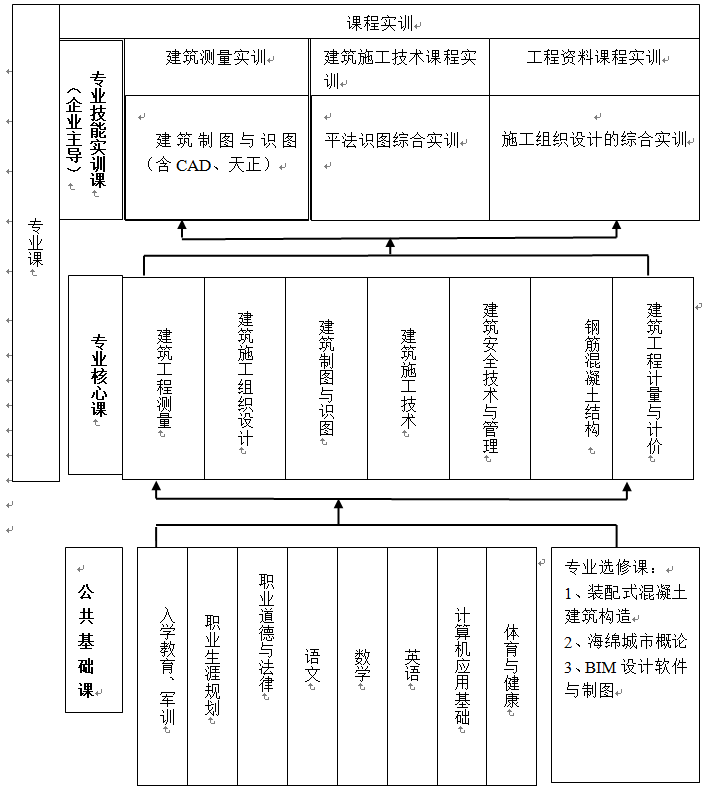 课程实训
专业课
专业技能实训课
（企业主导）
建筑测量实训
建筑施工技术课程实
训
工程资料课程实训
建筑制图与识图
（含 CAD、天正）
平法识图综合实训
施工组织设计的综合实训
专业核心课
建筑工程测量
建筑施工组织设计
建筑制图与识图
建筑施工技术
建筑安全技术与管理
钢筋混凝土结构
建筑工程计量与计价
公共基础课
入学教育、军训
职业生涯规划
职业道德与法律
语文
数学
英语
计算机应用基础
体育与健康
专业选修课：
1、装配式混凝土
建筑构造
2、海绵城市概论
3、BIM 设计软件
与制图